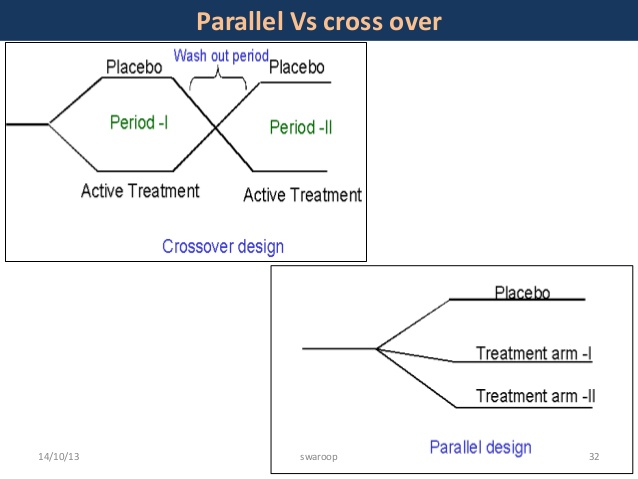 Parallel Vs cross over
Wash out period
Placebo
Placebo
Period -I
Period -II
Active Treatment
Active Treatment
Crossover design
Placebo
Treatment arm -I
Treatment arm -II
Parallel design
14/10/13
swaroop
32